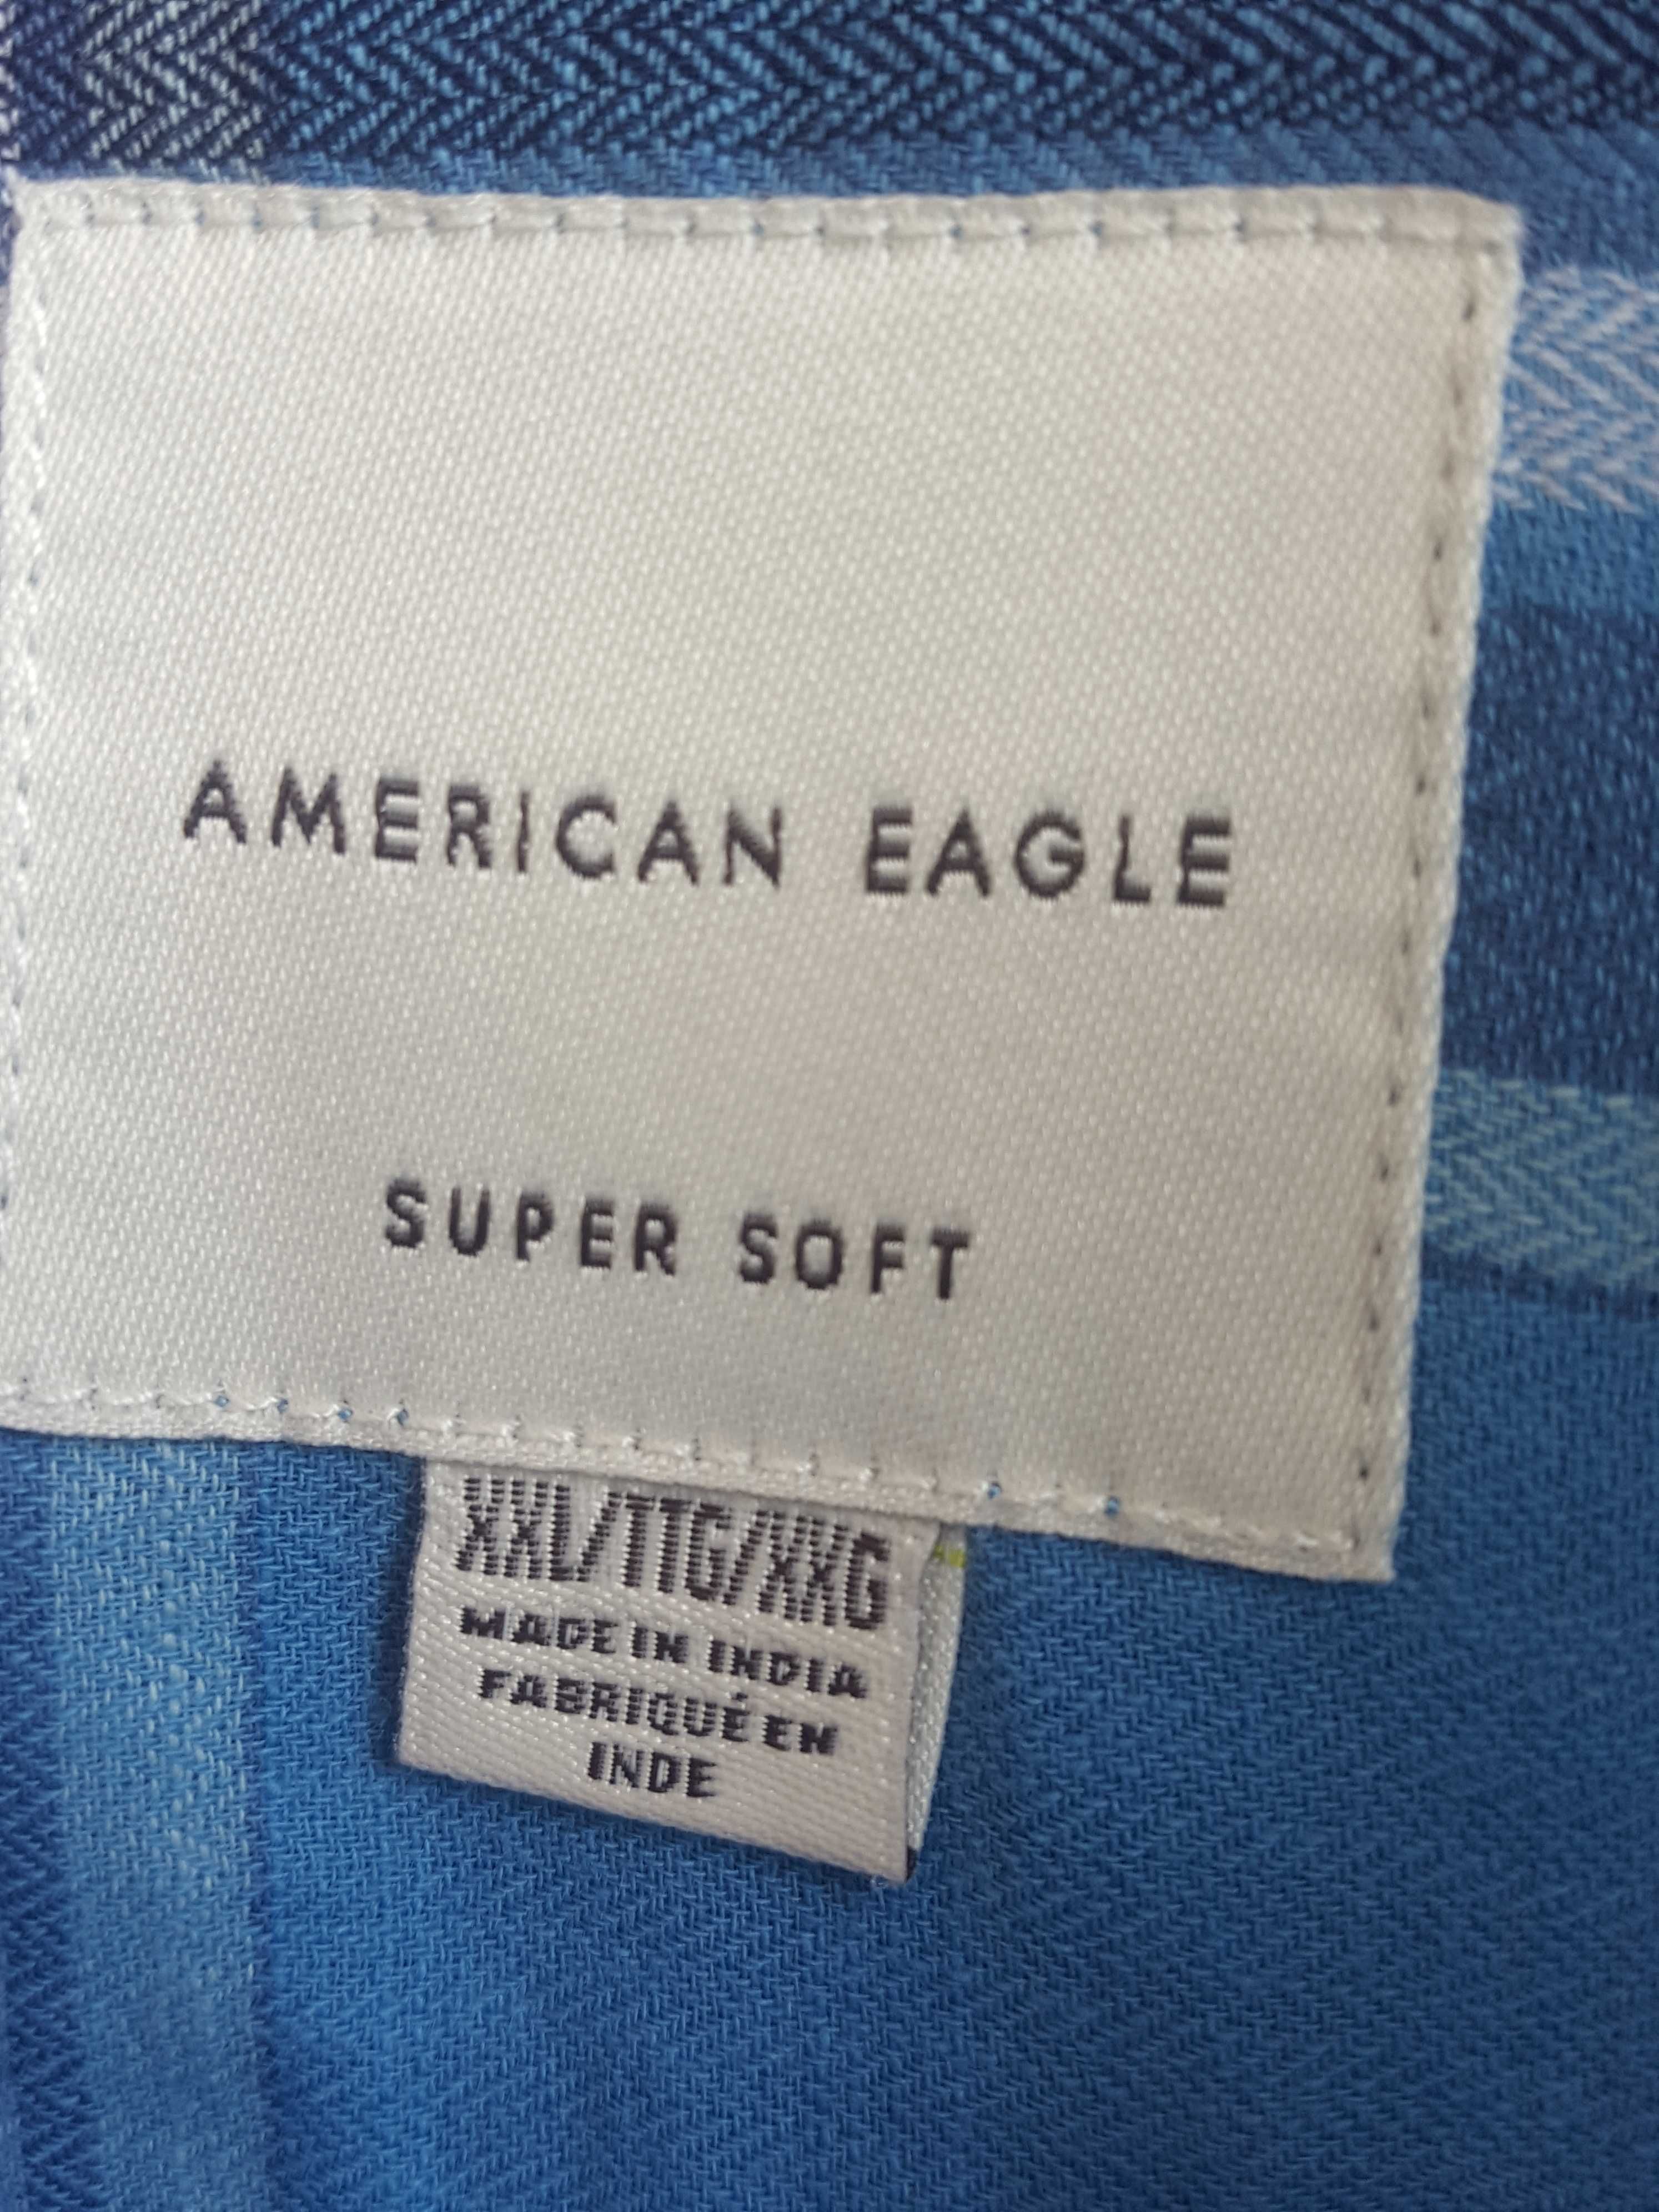 AMERICAN EAGLE
SUPER SOFT
XXL/TTG/XXG
MADE IN INDIA
FABRIQUÉ EN
INDE